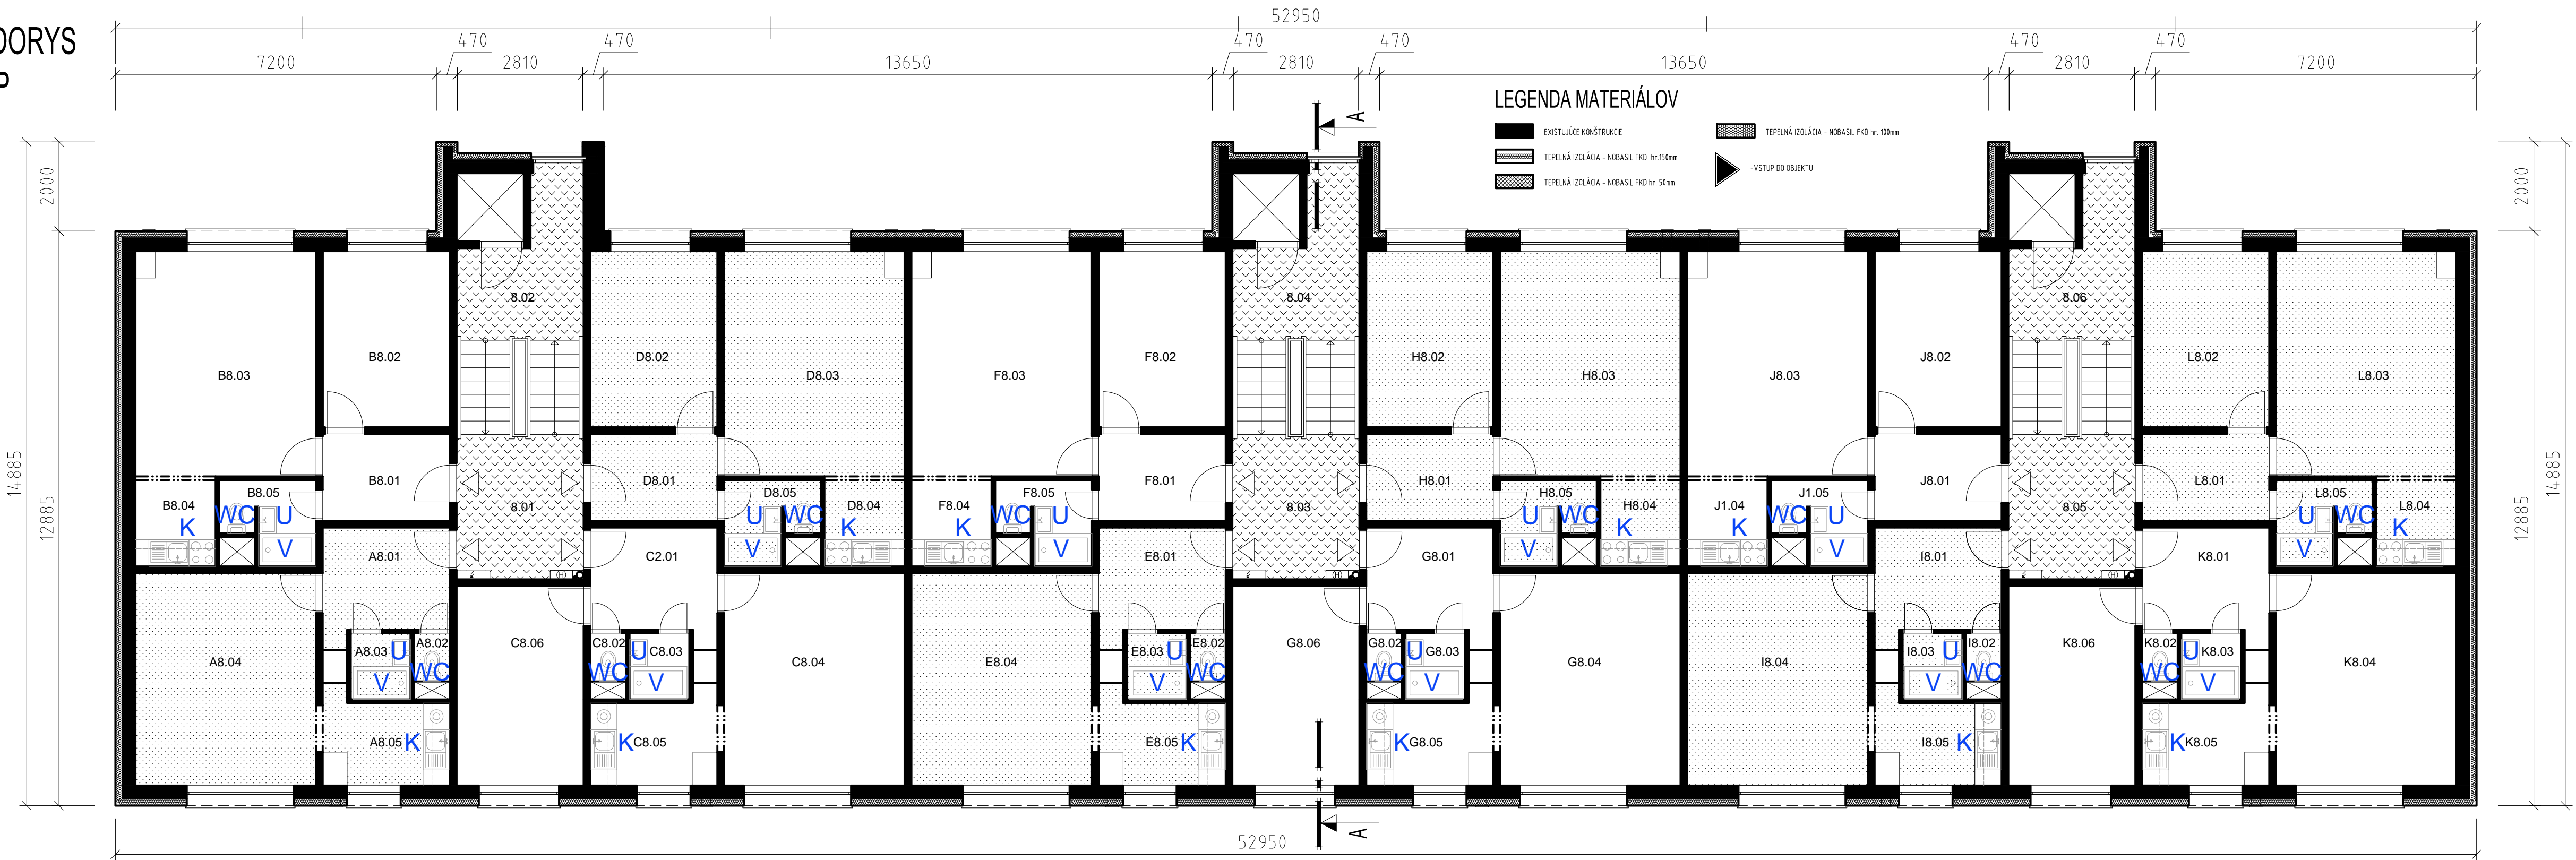 DORYS
P
52950
470
470
470
470
470
470
7200
2810
13650
2810
13650
2810
7200
LEGENDA MATERIÁLOV
EXISTUJÚCE KONŠTRUKCIE
TEPELNÁ IZOLÁCIA - NOBASIL FKD hr. 100mm
TEPELNÁ IZOLÁCIA - NOBASIL FKD hr.150mm
-VSTUP DO OBJEKTU
TEPELNÁ IZOLÁCIA - NOBASIL FKD hr. 50mm
A
2000
2000
14885
12885
12885
14885
8.02
8.04
8.06
B8.03
B8.02
D8.02
D8.03
F8.03
F8.02
H8.02
H8.03
J8.03
J8.02
L8.02
L8.03
B8.01
D8.01
F8.01
H8.01
J8.01
L8.01
B8.04
K
B8.05
WC
U
V
8.01
D8.05
U
V
WC
D8.04
K
F8.04
K
F8.05
WC
U
V
8.03
H8.05
U
V
WC
H8.04
K
J1.04
K
J1.05
WC
U
V
8.05
L8.05
U
V
WC
L8.04
K
A8.01
C2.01
E8.01
G8.01
I8.01
K8.01
A8.04
A8.03
U
V
A8.02
WC
C8.06
C8.02
WC
U
C8.03
V
C8.04
E8.04
E8.03
U
V
E8.02
WC
G8.06
G8.02
WC
U
G8.03
V
G8.04
I8.04
I8.03
U
V
I8.02
WC
K8.06
K8.02
WC
U
K8.03
V
K8.04
A8.05
K
K
C8.05
E8.05
K
K
G8.05
I8.05
K
K
K8.05
A
52950